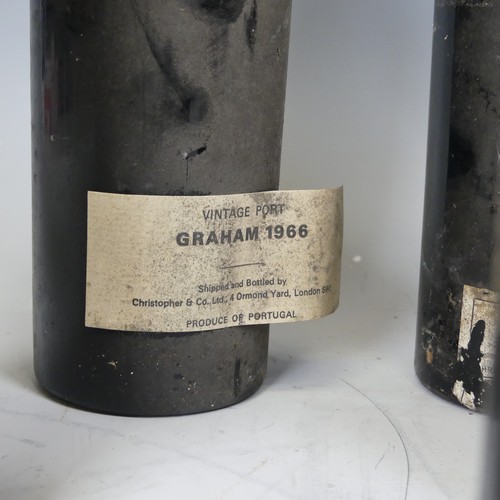 VINTAGE PORT
GRAHAM 1966
Shipped and Bottled by
Christopher & Co. Ltd., 4 Ormond Yard, London
PRODUCE OF PORTUGAL